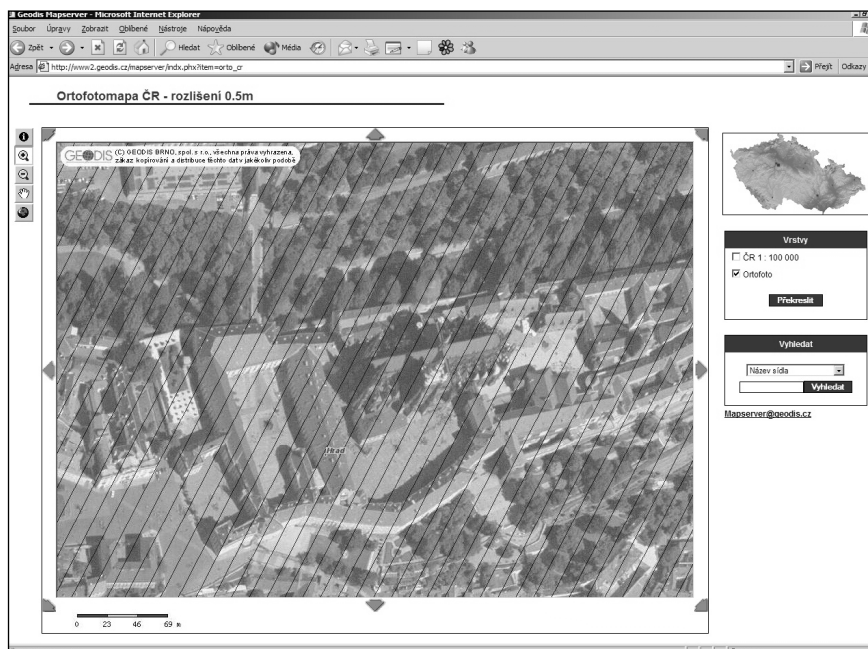 Geodis Mapserver - Microsoft Internet Explorer
Soubor Úpravy Zobrazit Oblíbené Nástroje Nápověda
Zpět Hledat Oblíbené Média
Adresa http://www2.geodis.cz/mapserver/indx.phx?item=orto_cr Přejít Odkazy
Ortofotomapa ČR - rozlišení 0.5m
GEODIS (C) GEODIS BRNO, spol. s r.o., všechna práva vyhrazena,
zákaz kopírování a distribuce těchto dat v jakékoliv podobě
Hrad
0 23 46 69 m
Vrstvy
ČR 1 : 100 000
Ortofoto
Překreslit
Vyhledat
Název sídla
Vyhledat
Mapserver@geodis.cz